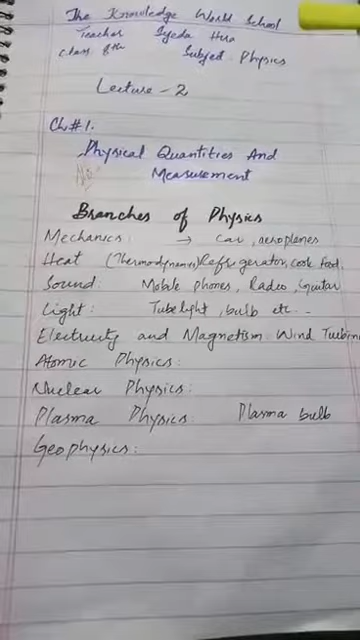 The Knowledge World School
Teacher Syeda Hira
Class 9th Subject Physics
Lecture - 2
Ch#1.
Physical Quantities And
Measurement
Branches of Physics
Mechanics: → Car, aeroplanes
Heat (Thermodynamics) Refrigerator, cook food.
Sound: Mobile phones, Radio, Guitar
Light: Tubelight, bulb etc..
Electricity and Magnetism: Wind Turbin
Atomic Physics:
Nuclear Physics:
Plasma Physics: Plasma bulb
Geophysics: